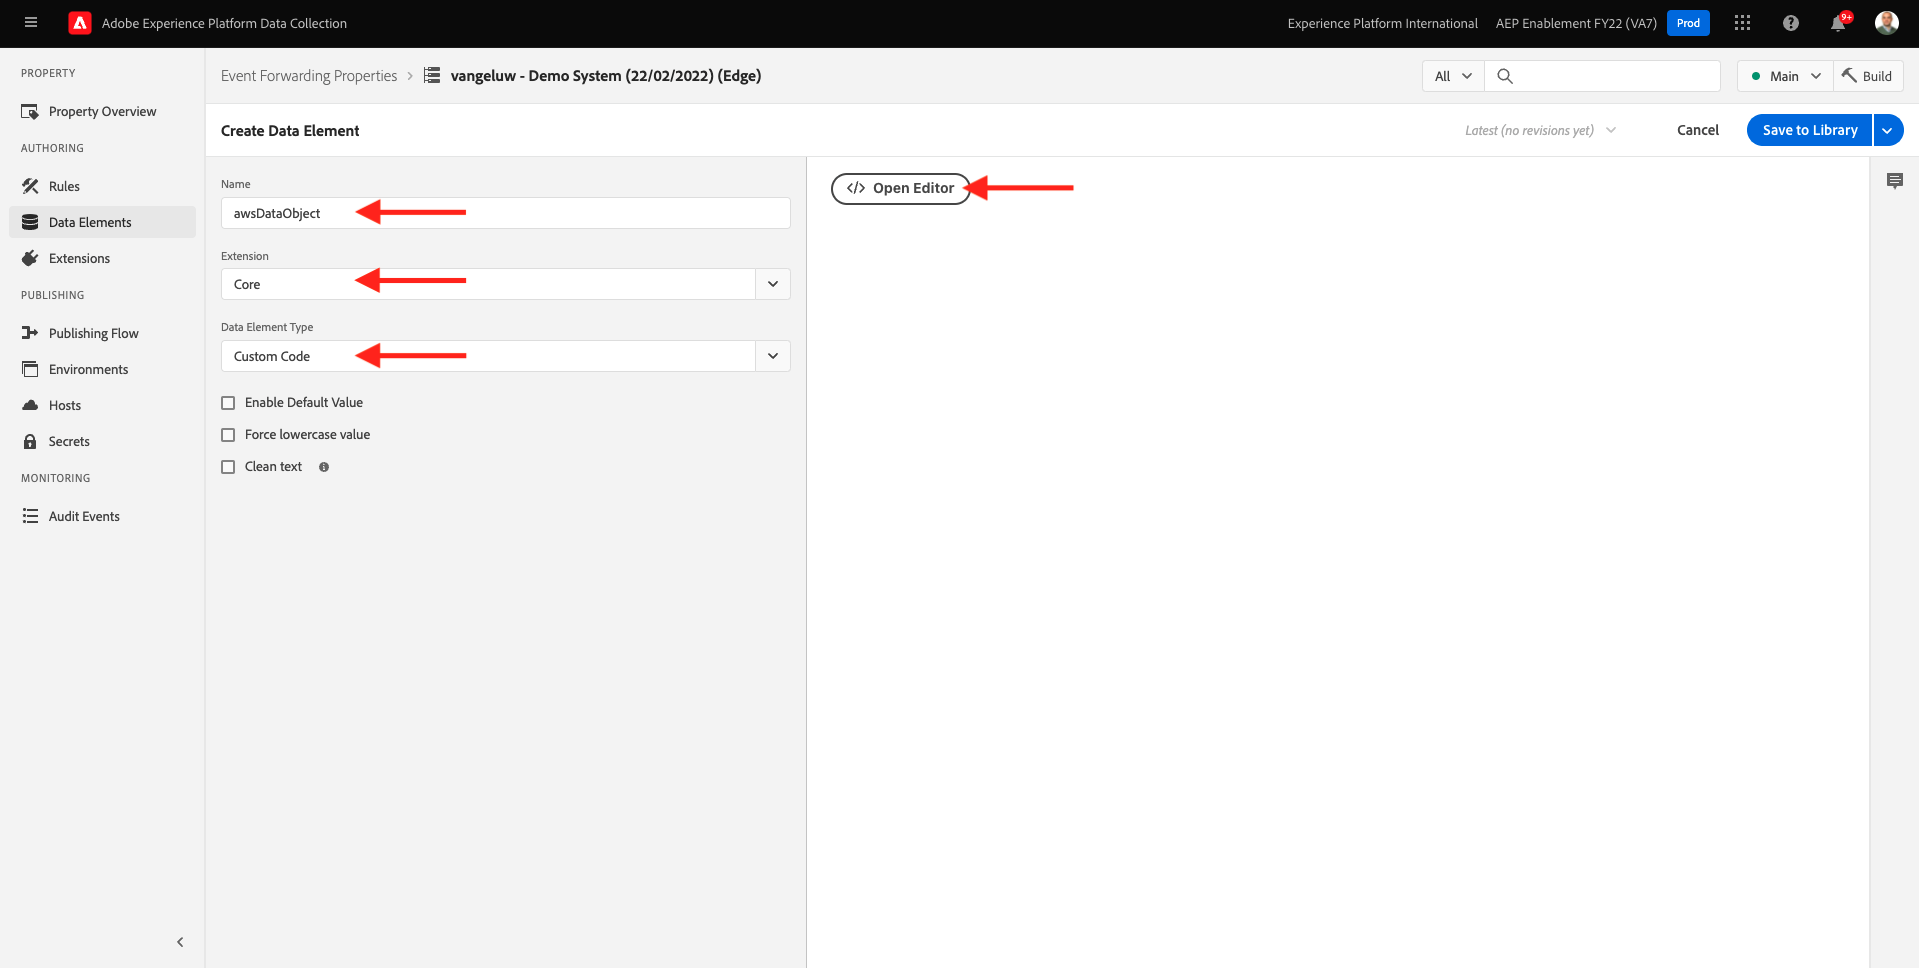 Adobe Experience Platform Data Collection
Experience Platform International
AEP Enablement FY22 (VA7)
Prod
9+
PROPERTY
Property Overview
AUTHORING
Rules
Data Elements
Extensions
PUBLISHING
Publishing Flow
Environments
Hosts
Secrets
MONITORING
Audit Events
Event Forwarding Properties > vangeluw - Demo System (22/02/2022) (Edge)
All
Main
Build
Create Data Element
Latest (no revisions yet)
Cancel
Save to Library
Name
awsDataObject
Extension
Core
Data Element Type
Custom Code
Enable Default Value
Force lowercase value
Clean text
</> Open Editor